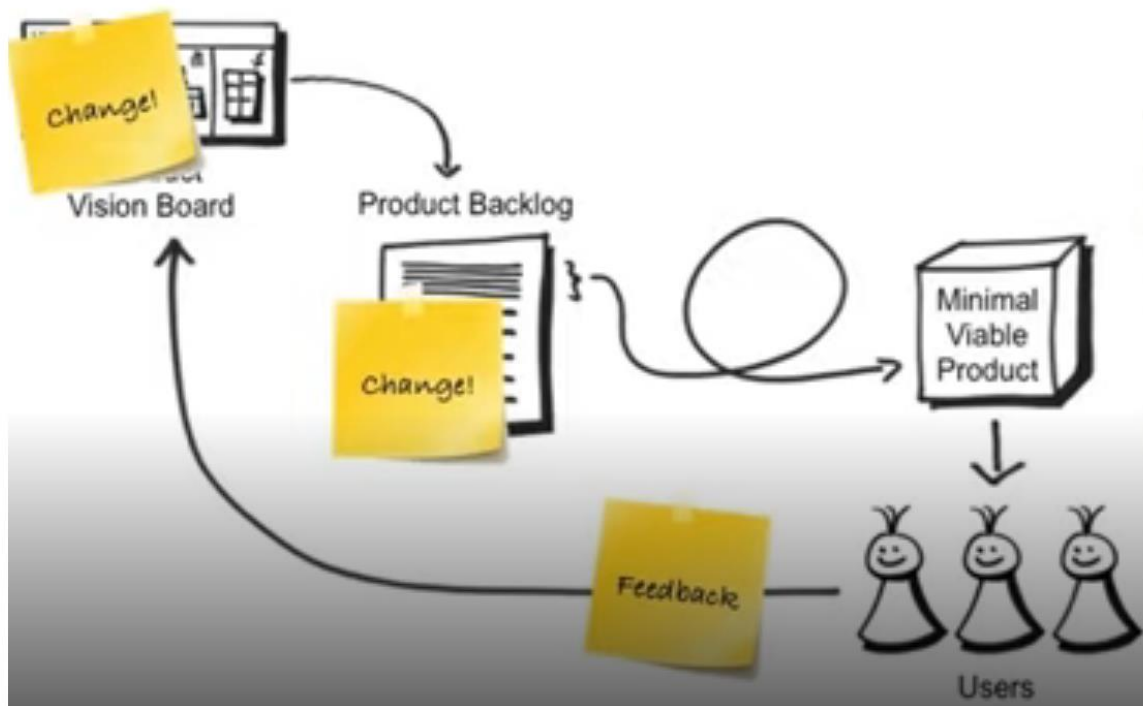 Change!
Vision Board
Product Backlog
Change!
Minimal
Viable
Product
Feedback
Users